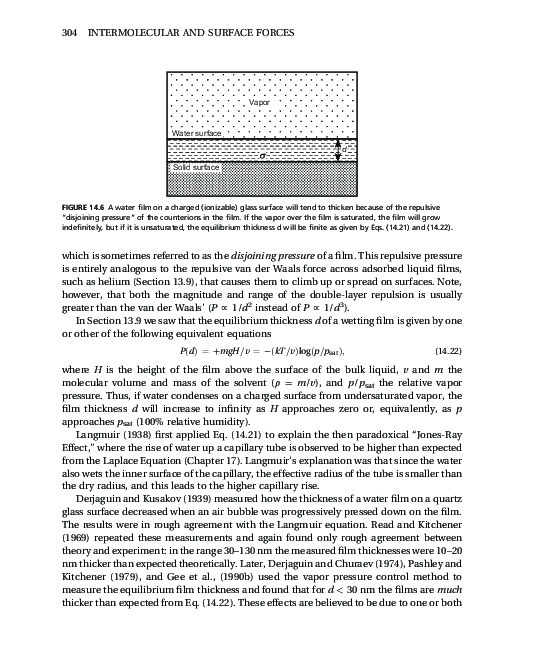 304 INTERMOLECULAR AND SURFACE FORCES
Vapor
Water surface
d
σ
Solid surface
FIGURE 14.6 A water film on a charged (ionizable) glass surface will tend to thicken because of the repulsive
"disjoining pressure" of the counterions in the film. If the vapor over the film is saturated, the film will grow
indefinitely, but if it is unsaturated, the equilibrium thickness d will be finite as given by Eqs. (14.21) and (14.22).
which is sometimes referred to as the disjoining pressure of a film. This repulsive pressure
is entirely analogous to the repulsive van der Waals force across adsorbed liquid films,
such as helium (Section 13.9), that causes them to climb up or spread on surfaces. Note,
however, that both the magnitude and range of the double-layer repulsion is usually
greater than the van der Waals' (P ∝ 1/d² instead of P ∝ 1/d³).
In Section 13.9 we saw that the equilibrium thickness d of a wetting film is given by one
or other of the following equivalent equations
P(d) = +mgH/v = −(kT/v)log(p/psat), (14.22)
where H is the height of the film above the surface of the bulk liquid, v and m the
molecular volume and mass of the solvent (ρ = m/v), and p/psat the relative vapor
pressure. Thus, if water condenses on a charged surface from undersaturated vapor, the
film thickness d will increase to infinity as H approaches zero or, equivalently, as p
approaches psat (100% relative humidity).
Langmuir (1938) first applied Eq. (14.21) to explain the then paradoxical "Jones-Ray
Effect," where the rise of water up a capillary tube is observed to be higher than expected
from the Laplace Equation (Chapter 17). Langmuir's explanation was that since the water
also wets the inner surface of the capillary, the effective radius of the tube is smaller than
the dry radius, and this leads to the higher capillary rise.
Derjaguin and Kusakov (1939) measured how the thickness of a water film on a quartz
glass surface decreased when an air bubble was progressively pressed down on the film.
The results were in rough agreement with the Langmuir equation. Read and Kitchener
(1969) repeated these measurements and again found only rough agreement between
theory and experiment: in the range 30–130 nm the measured film thicknesses were 10–20
nm thicker than expected theoretically. Later, Derjaguin and Churaev (1974), Pashley and
Kitchener (1979), and Gee et al., (1990b) used the vapor pressure control method to
measure the equilibrium film thickness and found that for d < 30 nm the films are much
thicker than expected from Eq. (14.22). These effects are believed to be due to one or both